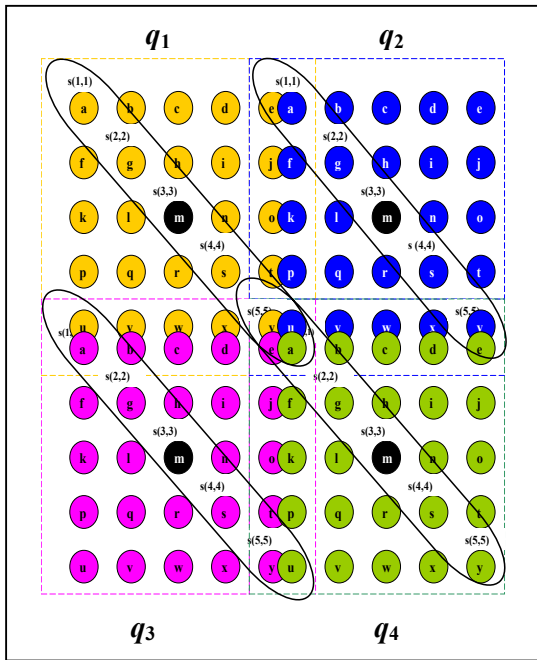 q1 q2
s(1,1) s(1,1)
a b c d e a b c d e
s(2,2) s(2,2)
f g h i j f g h i j
s(3,3) s(3,3)
k l m n o k l m n o
s(4,4) s (4,4)
p q r s t p q r s t
s(5,5) s(5,5)
u v w x y u v w x y
a b c d e a b c d e
s(2,2) s(2,2)
f g h i j f g h i j
s(3,3) s(3,3)
k l m n o k l m n o
s(4,4) s(4,4)
p q r s t p q r s t
s(5,5) s(5,5)
u v w x y u v w x y
q3 q4